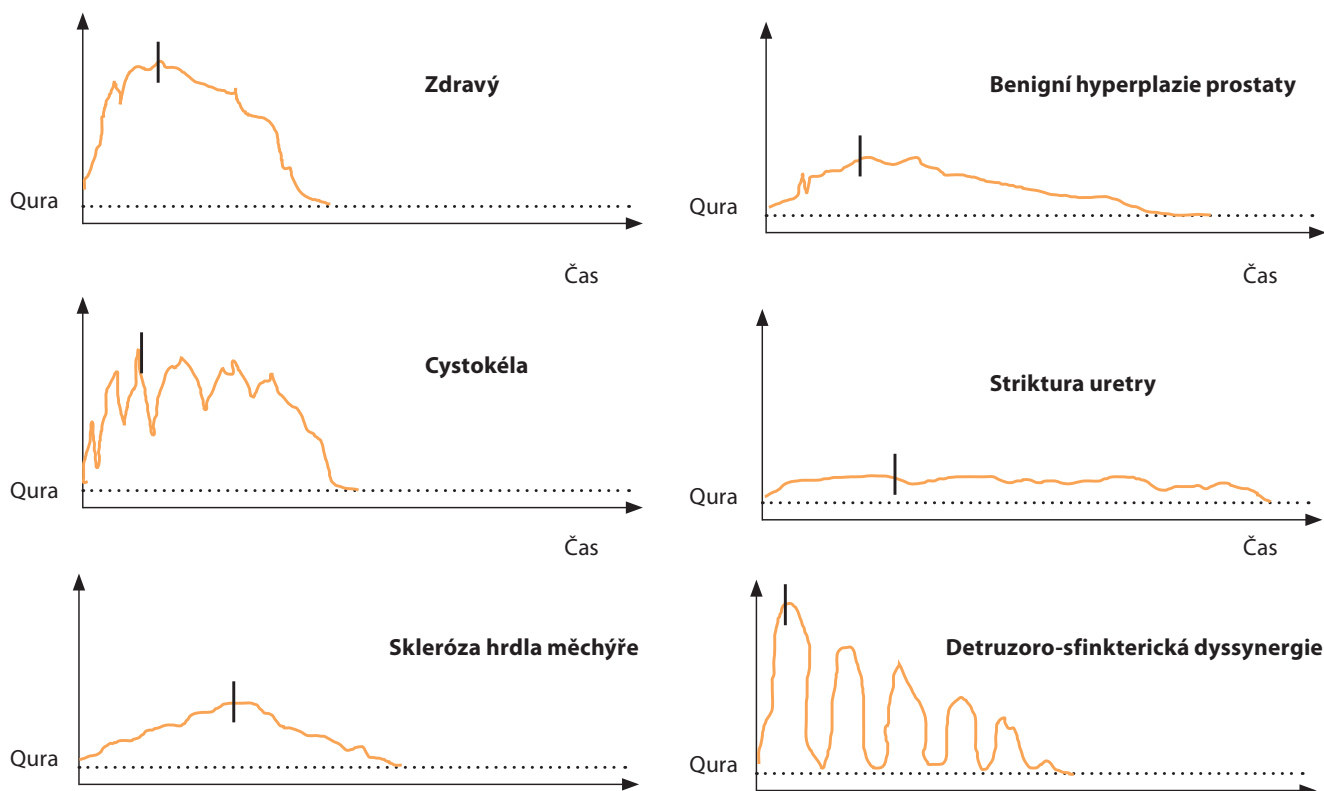 Zdravý
Qura
Čas
Benigní hyperplazie prostaty
Qura
Čas
Cystokéla
Qura
Čas
Striktura uretry
Qura
Čas
Skleróza hrdla měchýře
Qura
Detruzoro-sfinkterická dyssynergie
Qura